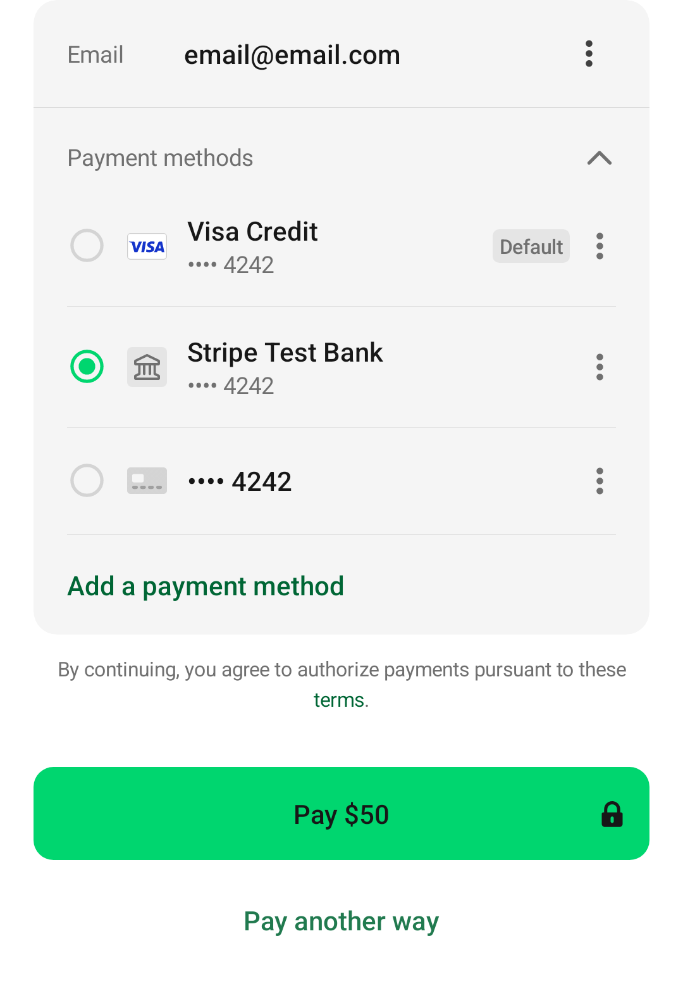 Email email@email.com
Payment methods
VISA Visa Credit Default
•••• 4242
Stripe Test Bank
•••• 4242
•••• 4242
Add a payment method
By continuing, you agree to authorize payments pursuant to these
terms.
Pay $50
Pay another way